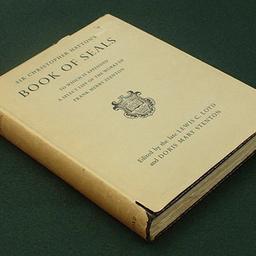 SIR CHRISTOPHER HATTON'S
BOOK OF SEALS
TO WHICH IS APPENDED
A SELECT LIST OF THE WORKS OF
FRANK MERRY STENTON
Edited by the late LEWIS C. LOYD
and DORIS MARY STENTON